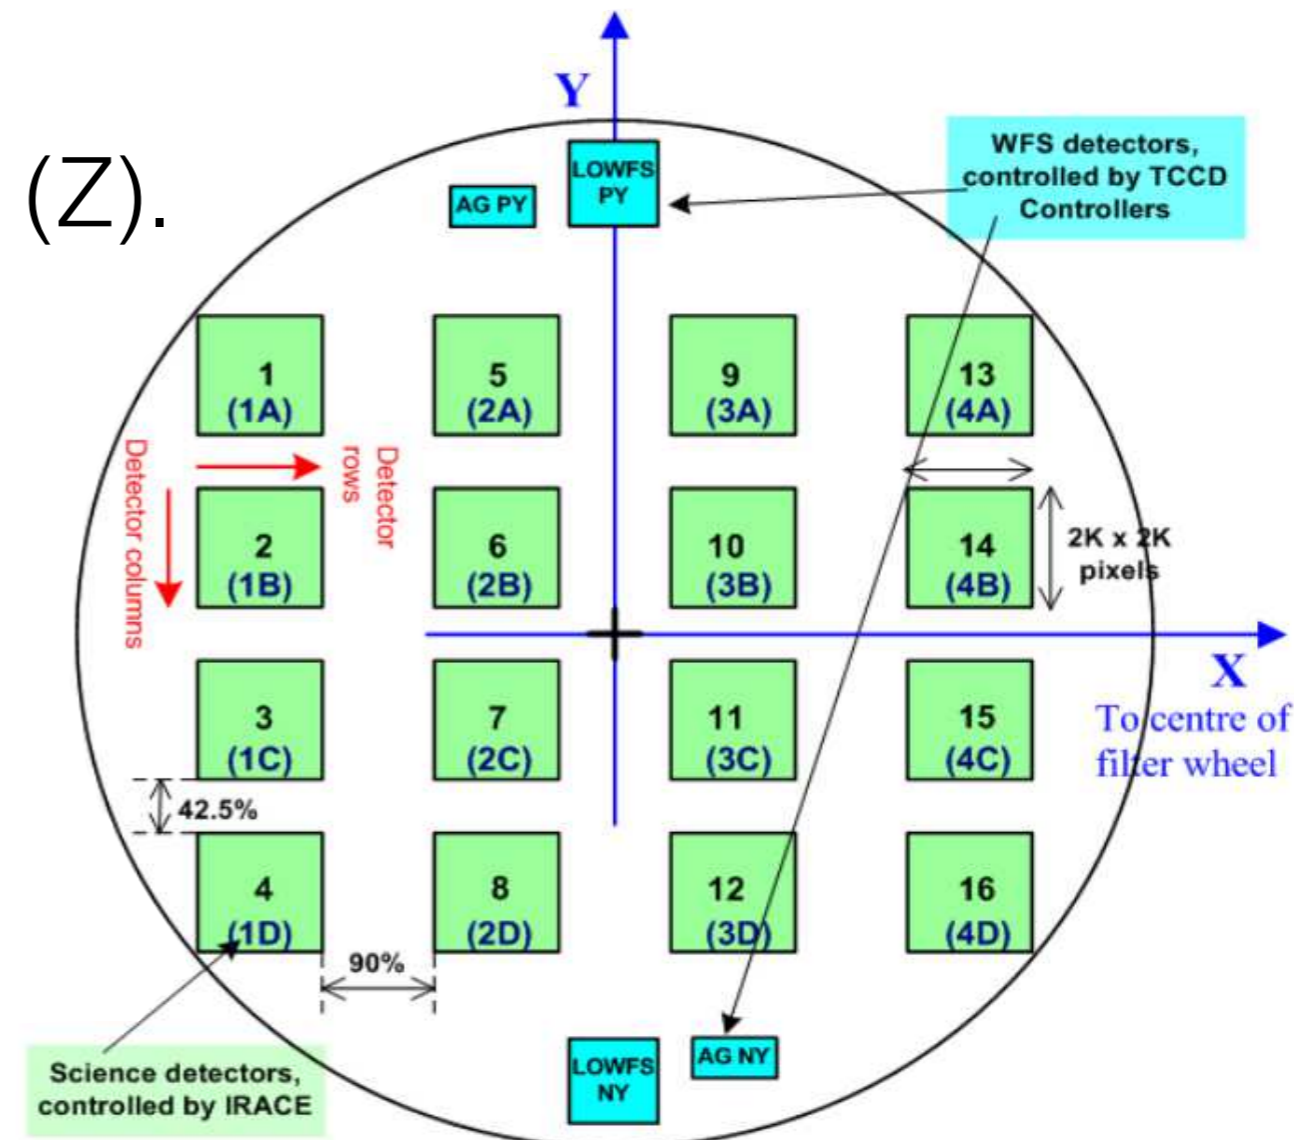 Y
(Z).
WFS detectors,
controlled by TCCD
Controllers
LOWFS
PY
AG PY
1
(1A)
5
(2A)
9
(3A)
13
(4A)
Detector columns
Detector
rows
2
(1B)
6
(2B)
10
(3B)
14
(4B)
2K x 2K
pixels
X
To centre of
filter wheel
3
(1C)
7
(2C)
11
(3C)
15
(4C)
42.5%
4
(1D)
8
(2D)
12
(3D)
16
(4D)
90%
Science detectors,
controlled by IRACE
LOWFS
NY
AG NY